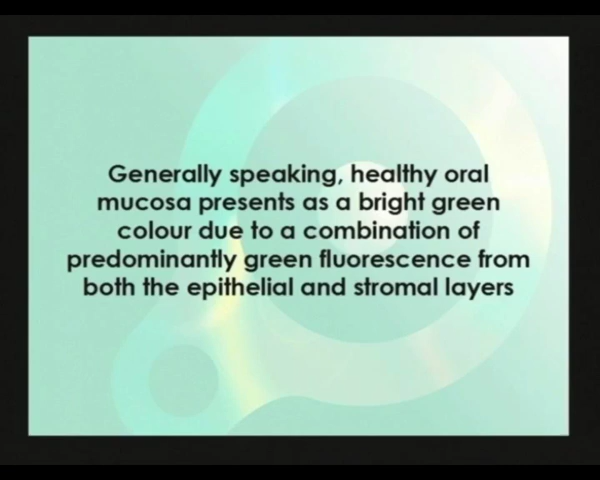 Generally speaking, healthy oral
mucosa presents as a bright green
colour due to a combination of
predominantly green fluorescence from
both the epithelial and stromal layers